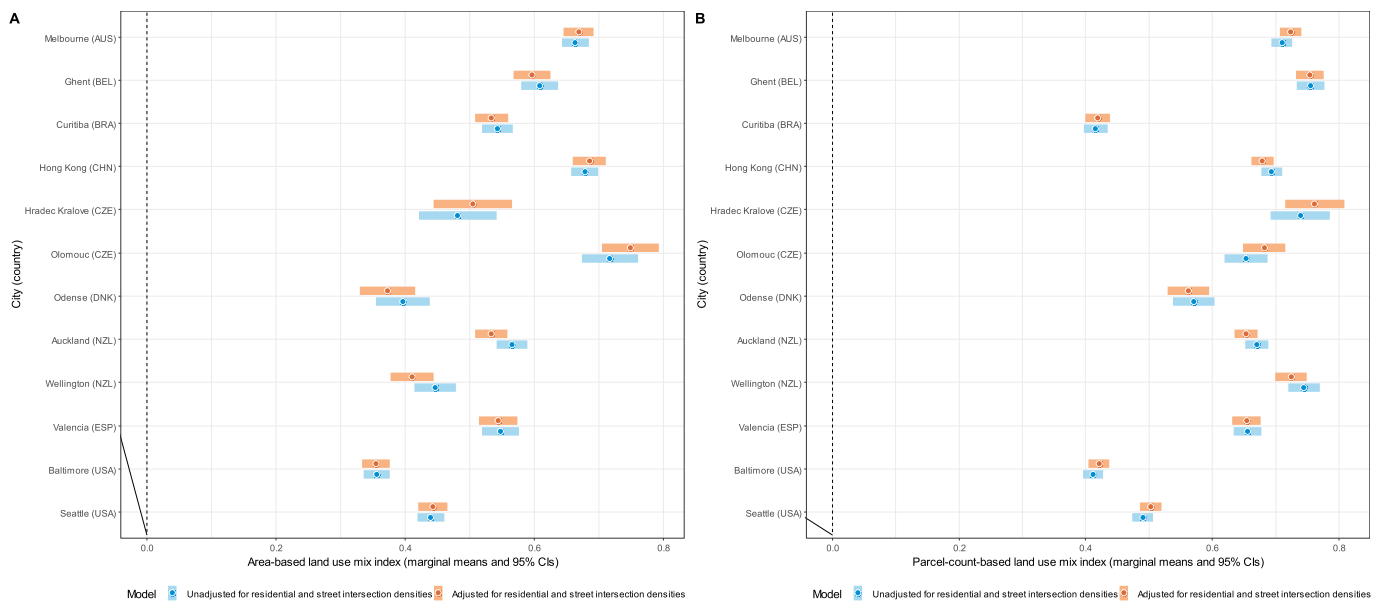 A
City (country)
Melbourne (AUS)
Ghent (BEL)
Curitiba (BRA)
Hong Kong (CHN)
Hradec Kralove (CZE)
Olomouc (CZE)
Odense (DNK)
Auckland (NZL)
Wellington (NZL)
Valencia (ESP)
Baltimore (USA)
Seattle (USA)
0.0 0.2 0.4 0.6 0.8
Area-based land use mix index (marginal means and 95% CIs)
Model Unadjusted for residential and street intersection densities Adjusted for residential and street intersection densities
B
City (country)
Melbourne (AUS)
Ghent (BEL)
Curitiba (BRA)
Hong Kong (CHN)
Hradec Kralove (CZE)
Olomouc (CZE)
Odense (DNK)
Auckland (NZL)
Wellington (NZL)
Valencia (ESP)
Baltimore (USA)
Seattle (USA)
0.0 0.2 0.4 0.6 0.8
Parcel-count-based land use mix index (marginal means and 95% CIs)
Model Unadjusted for residential and street intersection densities Adjusted for residential and street intersection densities